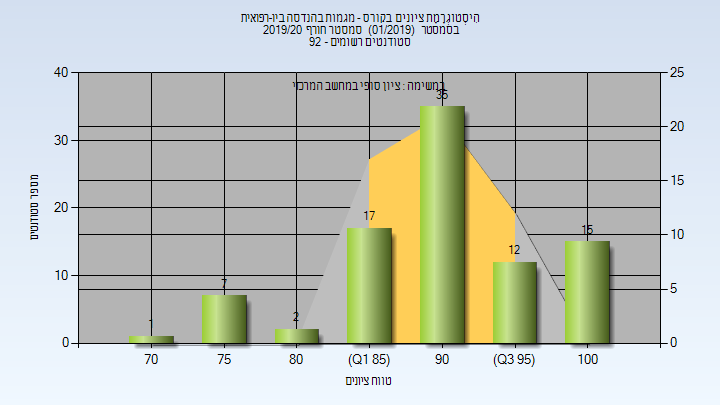 הִיסְטוֹגְרָמַת ציונים בקורס - מגמות בהנדסה ביו-רפואית
בסמסטר (01/2019) סמסטר חורף 2019/20
סטודנטים רשומים - 92
במשימה : ציון סופי במחשב המרכזי
40
30
20
10
0
25
20
15
10
5
0
1
7
2
17
35
12
15
70
75
80
(Q1 85)
90
(Q3 95)
100
מספר סטודנטים
טווח ציונים